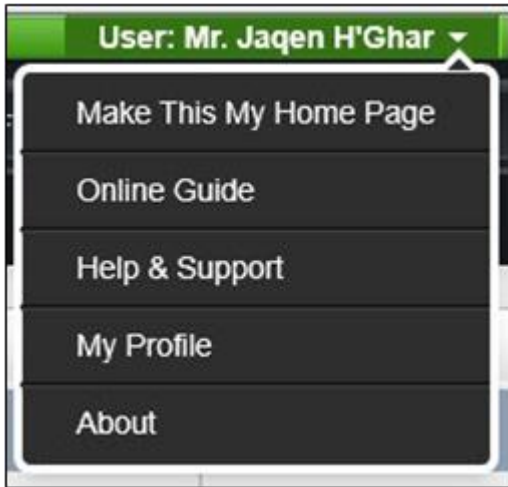 User: Mr. Jaqen H'Ghar
Make This My Home Page
Online Guide
Help & Support
My Profile
About